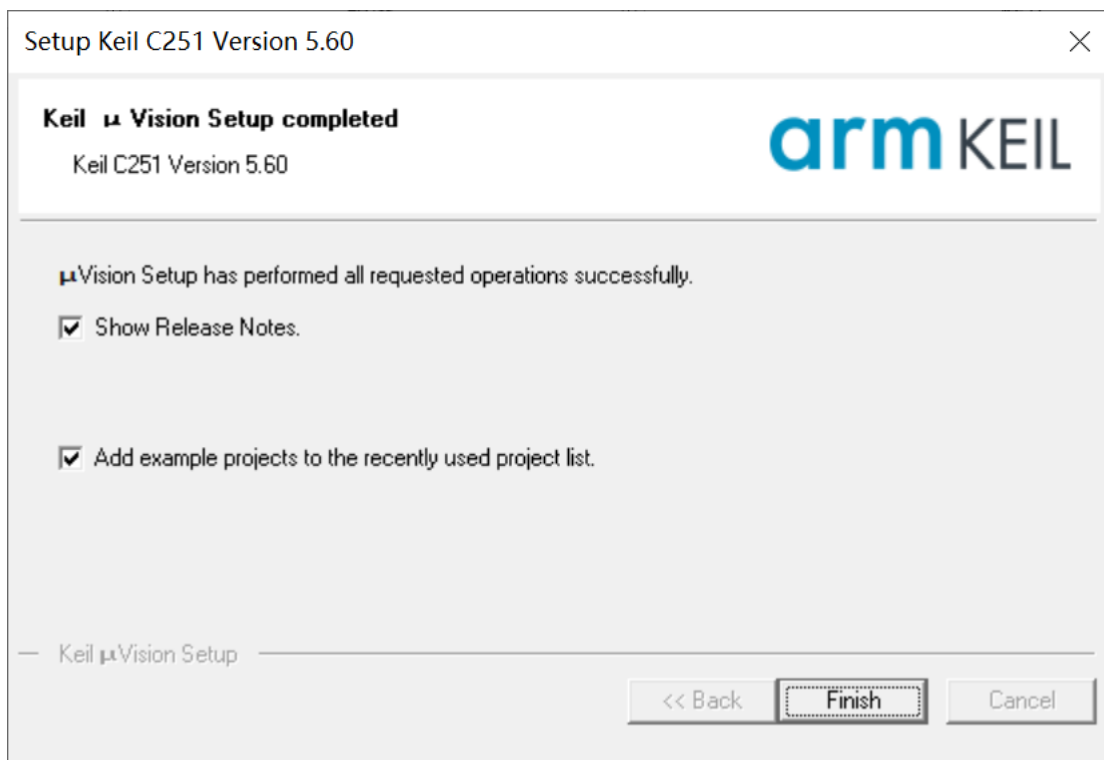 Setup Keil C251 Version 5.60
Keil μ Vision Setup completed
Keil C251 Version 5.60
arm KEIL
μVision Setup has performed all requested operations successfully.
Show Release Notes.
Add example projects to the recently used project list.
Keil μVision Setup
<< Back
Finish
Cancel